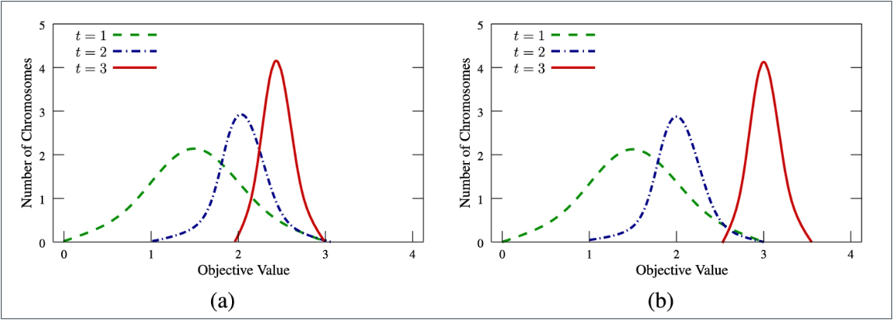 5
4
3
2
1
0
Number of Chromosomes
t = 1
t = 2
t = 3
0 1 2 3 4
Objective Value
(a)
5
4
3
2
1
0
Number of Chromosomes
t = 1
t = 2
t = 3
0 1 2 3 4
Objective Value
(b)